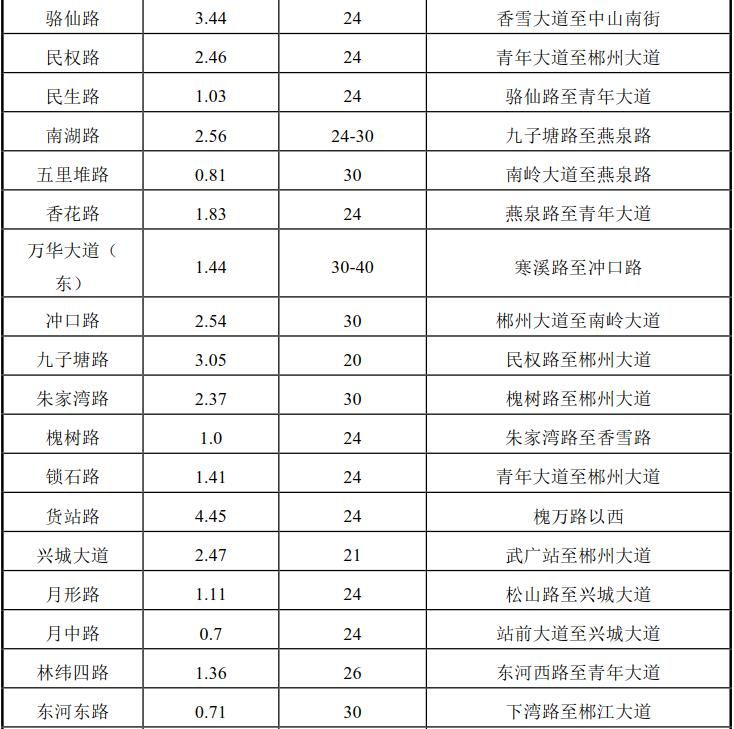 骆仙路 3.44 24 香雪大道至中山南街
民权路 2.46 24 青年大道至郴州大道
民生路 1.03 24 骆仙路至青年大道
南湖路 2.56 24-30 九子塘路至燕泉路
五里堆路 0.81 30 南岭大道至燕泉路
香花路 1.83 24 燕泉路至青年大道
万华大道（
东） 1.44 30-40 寒溪路至冲口路
冲口路 2.54 30 郴州大道至南岭大道
九子塘路 3.05 20 民权路至郴州大道
朱家湾路 2.37 30 槐树路至郴州大道
槐树路 1.0 24 朱家湾路至香雪路
锁石路 1.41 24 青年大道至郴州大道
货站路 4.45 24 槐万路以西
兴城大道 2.47 21 武广站至郴州大道
月形路 1.11 24 松山路至兴城大道
月中路 0.7 24 站前大道至兴城大道
林纬四路 1.36 26 东河西路至青年大道
东河东路 0.71 30 下湾路至郴江大道